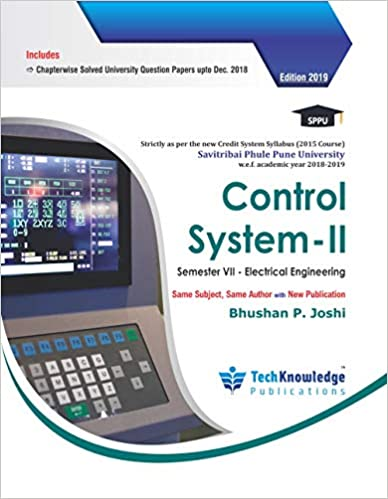 Includes
⇨ Chapterwise Solved University Question Papers upto Dec. 2018
Edition 2019
SPPU
Strictly as per the new Credit System Syllabus (2015 Course)
Savitribai Phule Pune University
w.e.f. academic year 2018-2019
Control
System-II
Semester VII - Electrical Engineering
Same Subject, Same Author with New Publication
Bhushan P. Joshi
TechKnowledge™
Publications